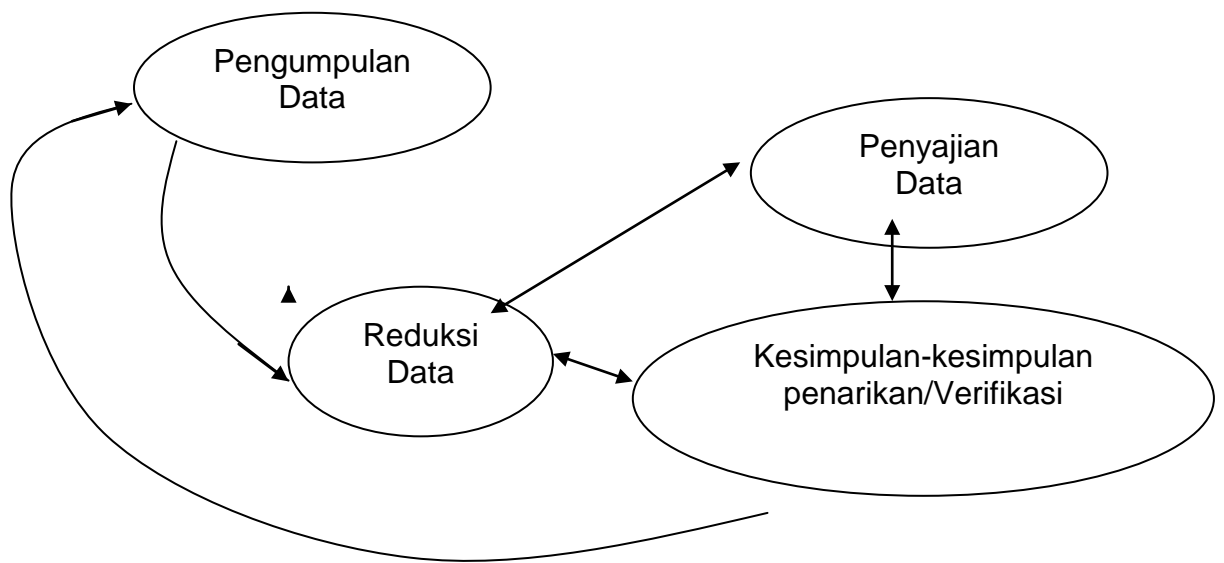 Pengumpulan
Data
Penyajian
Data
Reduksi
Data
Kesimpulan-kesimpulan
penarikan/Verifikasi